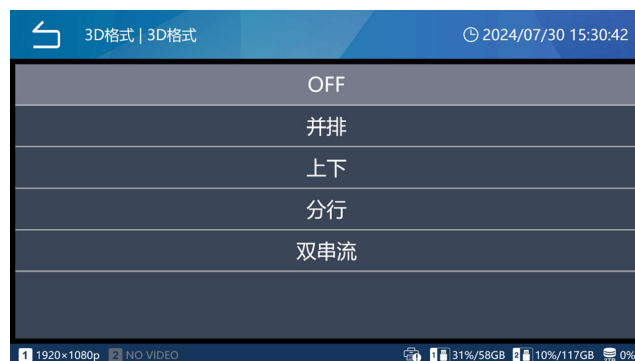 3D格式 | 3D格式 2024/07/30 15:30:42
OFF
并排
上下
分行
双串流
1 1920×1080p 2 NO VIDEO 1 31%/58GB 2 10%/117GB 0%